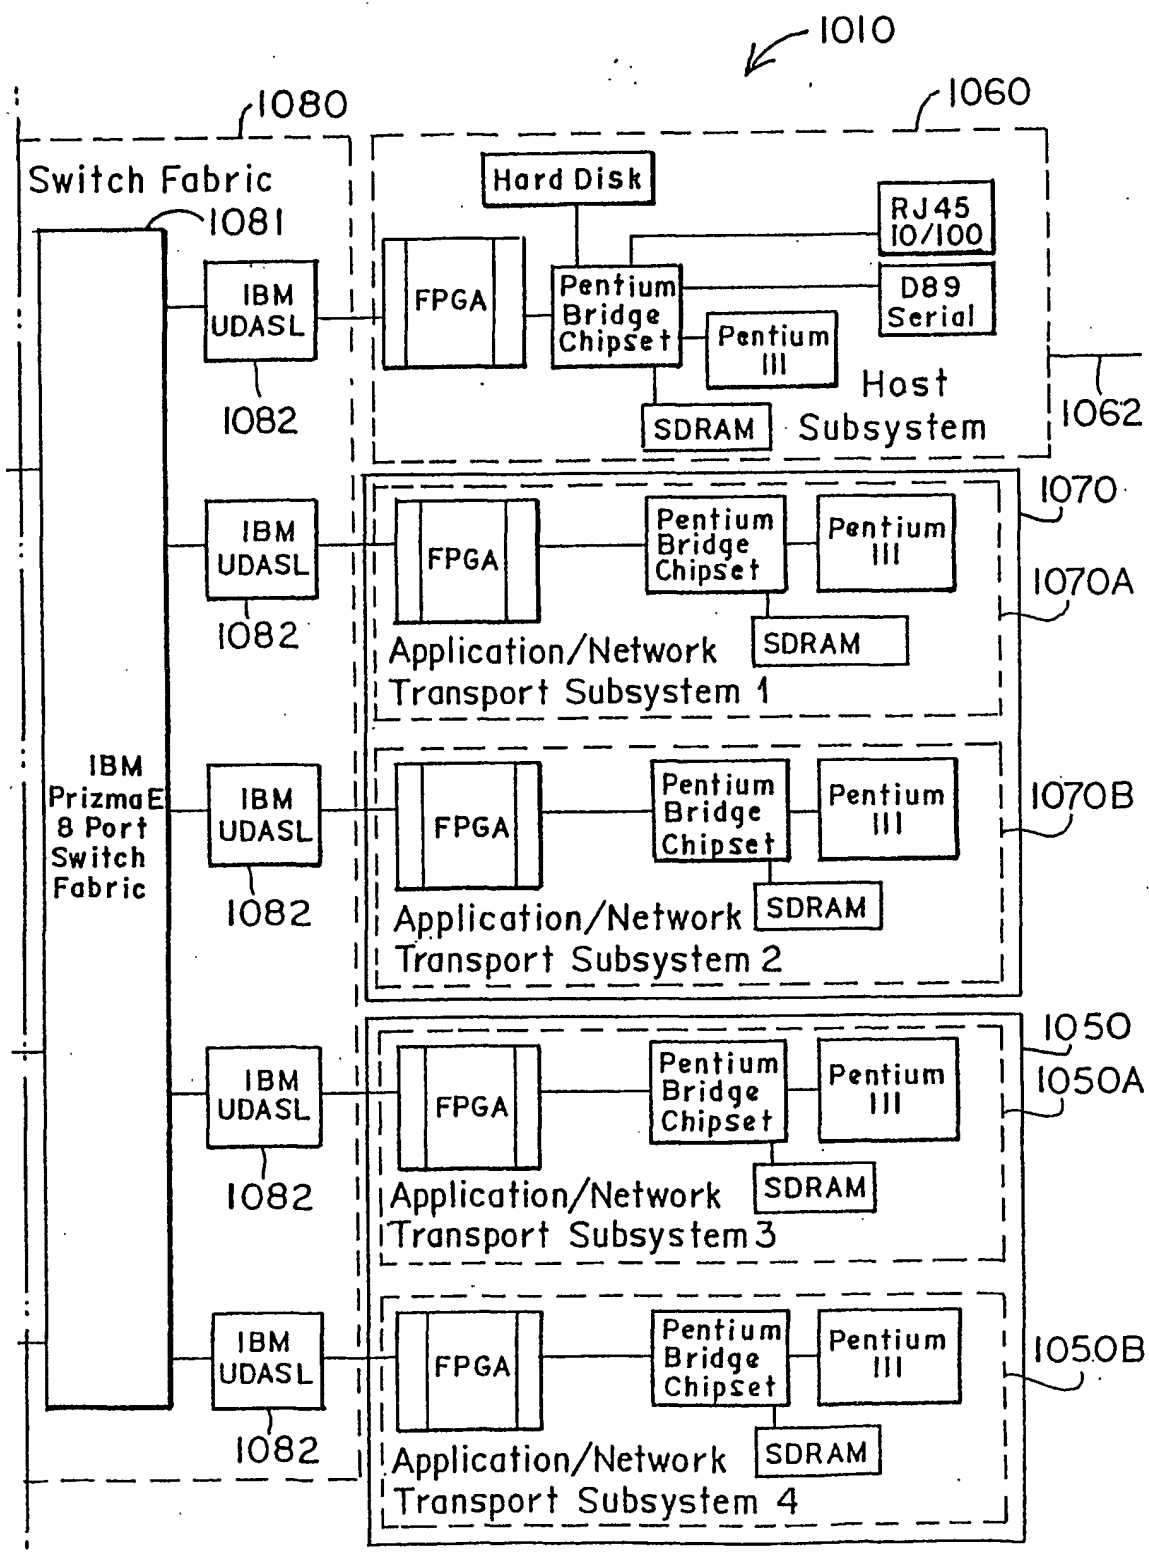 1010
1080
1060
Switch Fabric
1081
Hard Disk
RJ45
10/100
IBM
UDASL
FPGA
Pentium
Bridge
Chipset
D89
Serial
Pentium
III
1082
SDRAM
Host
Subsystem
1062
1070
IBM
UDASL
FPGA
Pentium
Bridge
Chipset
Pentium
III
1070A
1082
SDRAM
Application/Network
Transport Subsystem 1
IBM
PrizmaE
8 Port
Switch
Fabric
IBM
UDASL
FPGA
Pentium
Bridge
Chipset
Pentium
III
1070B
1082
SDRAM
Application/Network
Transport Subsystem 2
1050
IBM
UDASL
FPGA
Pentium
Bridge
Chipset
Pentium
III
1050A
1082
SDRAM
Application/Network
Transport Subsystem 3
IBM
UDASL
FPGA
Pentium
Bridge
Chipset
Pentium
III
1050B
1082
SDRAM
Application/Network
Transport Subsystem 4